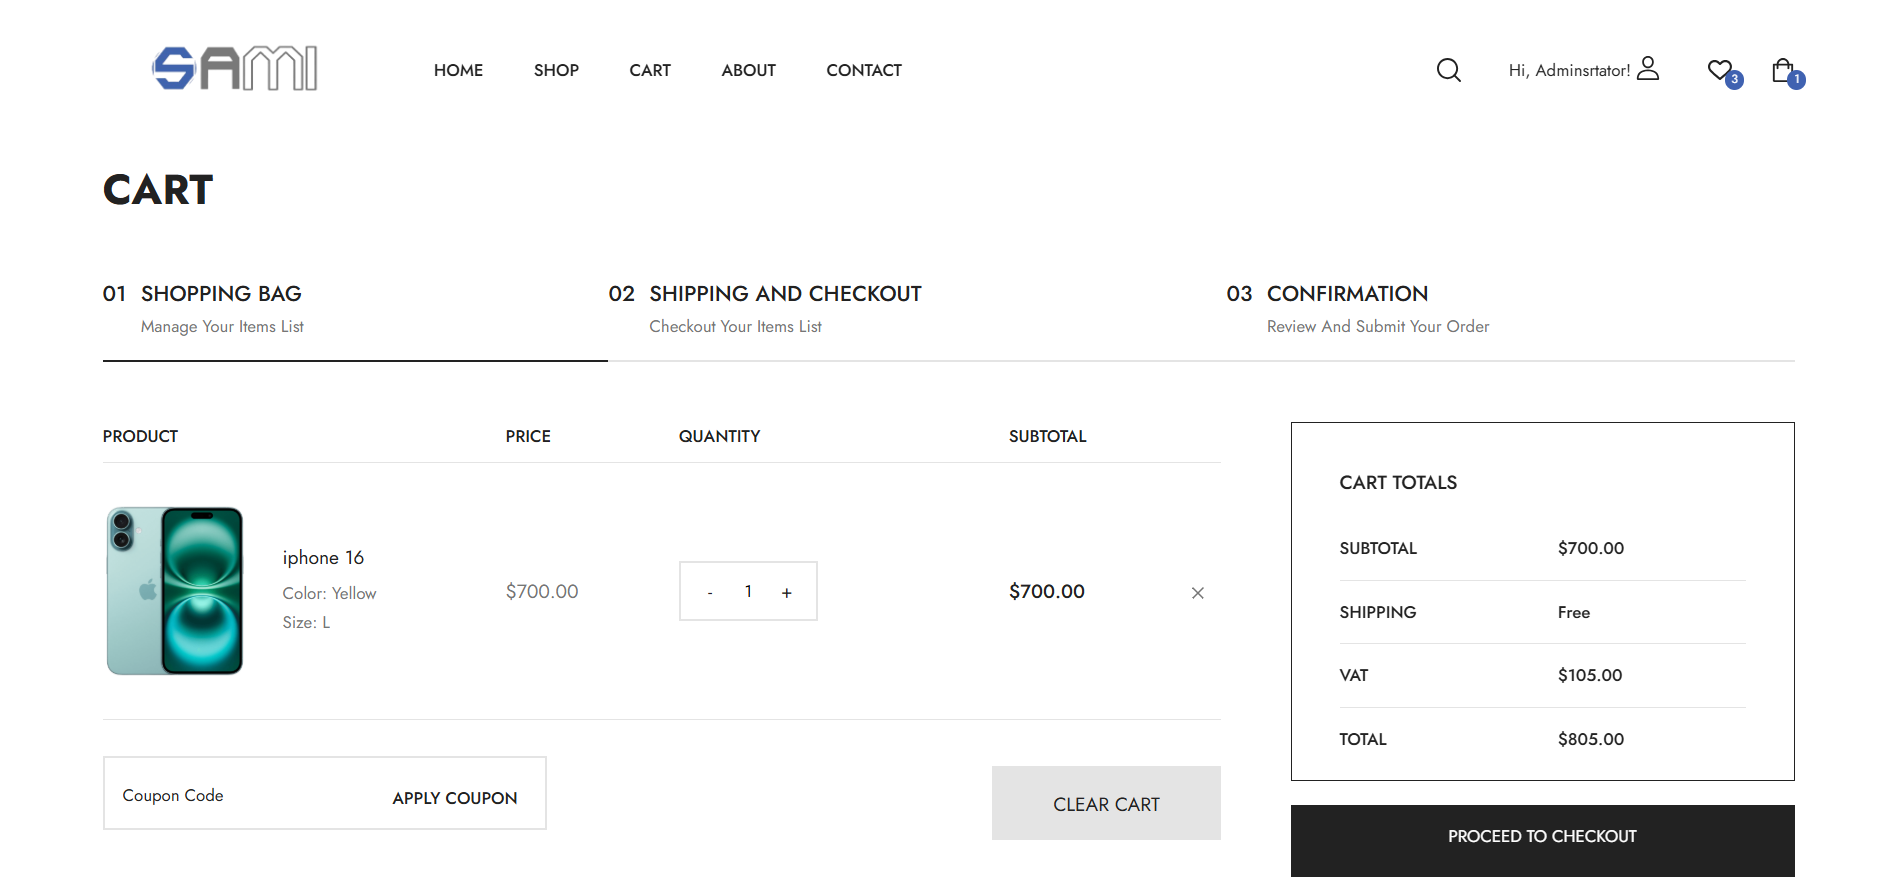 SAMI
HOME SHOP CART ABOUT CONTACT
Hi, Adminsrtator! 3 1
CART
01 SHOPPING BAG
Manage Your Items List
02 SHIPPING AND CHECKOUT
Checkout Your Items List
03 CONFIRMATION
Review And Submit Your Order
PRODUCT PRICE QUANTITY SUBTOTAL
iphone 16
Color: Yellow
Size: L
$700.00 - 1 + $700.00 ×
Coupon Code APPLY COUPON
CLEAR CART
CART TOTALS
SUBTOTAL $700.00
SHIPPING Free
VAT $105.00
TOTAL $805.00
PROCEED TO CHECKOUT